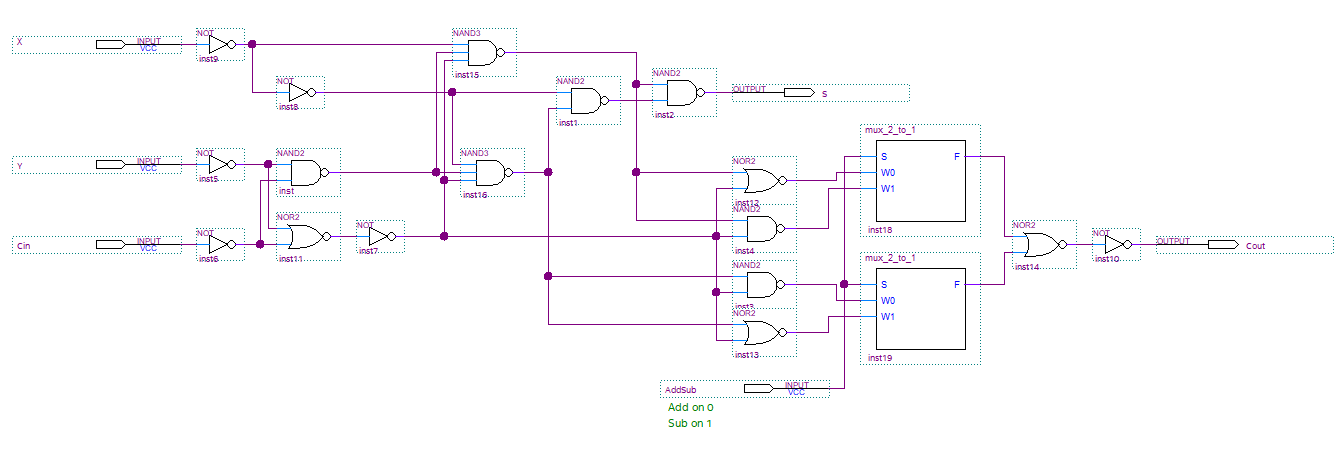 X
INPUT
VCC
NOT
inst9
NAND3
inst15
NOT
inst8
NAND2
inst1
NAND2
inst2
OUTPUT
S
Y
INPUT
VCC
NOT
inst5
NAND2
inst
NAND3
inst16
Cin
INPUT
VCC
NOT
inst6
NOR2
inst11
NOT
inst7
NOR2
inst12
NAND2
inst4
NAND2
inst3
NOR2
inst13
mux_2_to_1
S
W0
W1
F
inst18
mux_2_to_1
S
W0
W1
F
inst19
NOR2
inst14
NOT
inst10
OUTPUT
Cout
AddSub
INPUT
VCC
Add on 0
Sub on 1